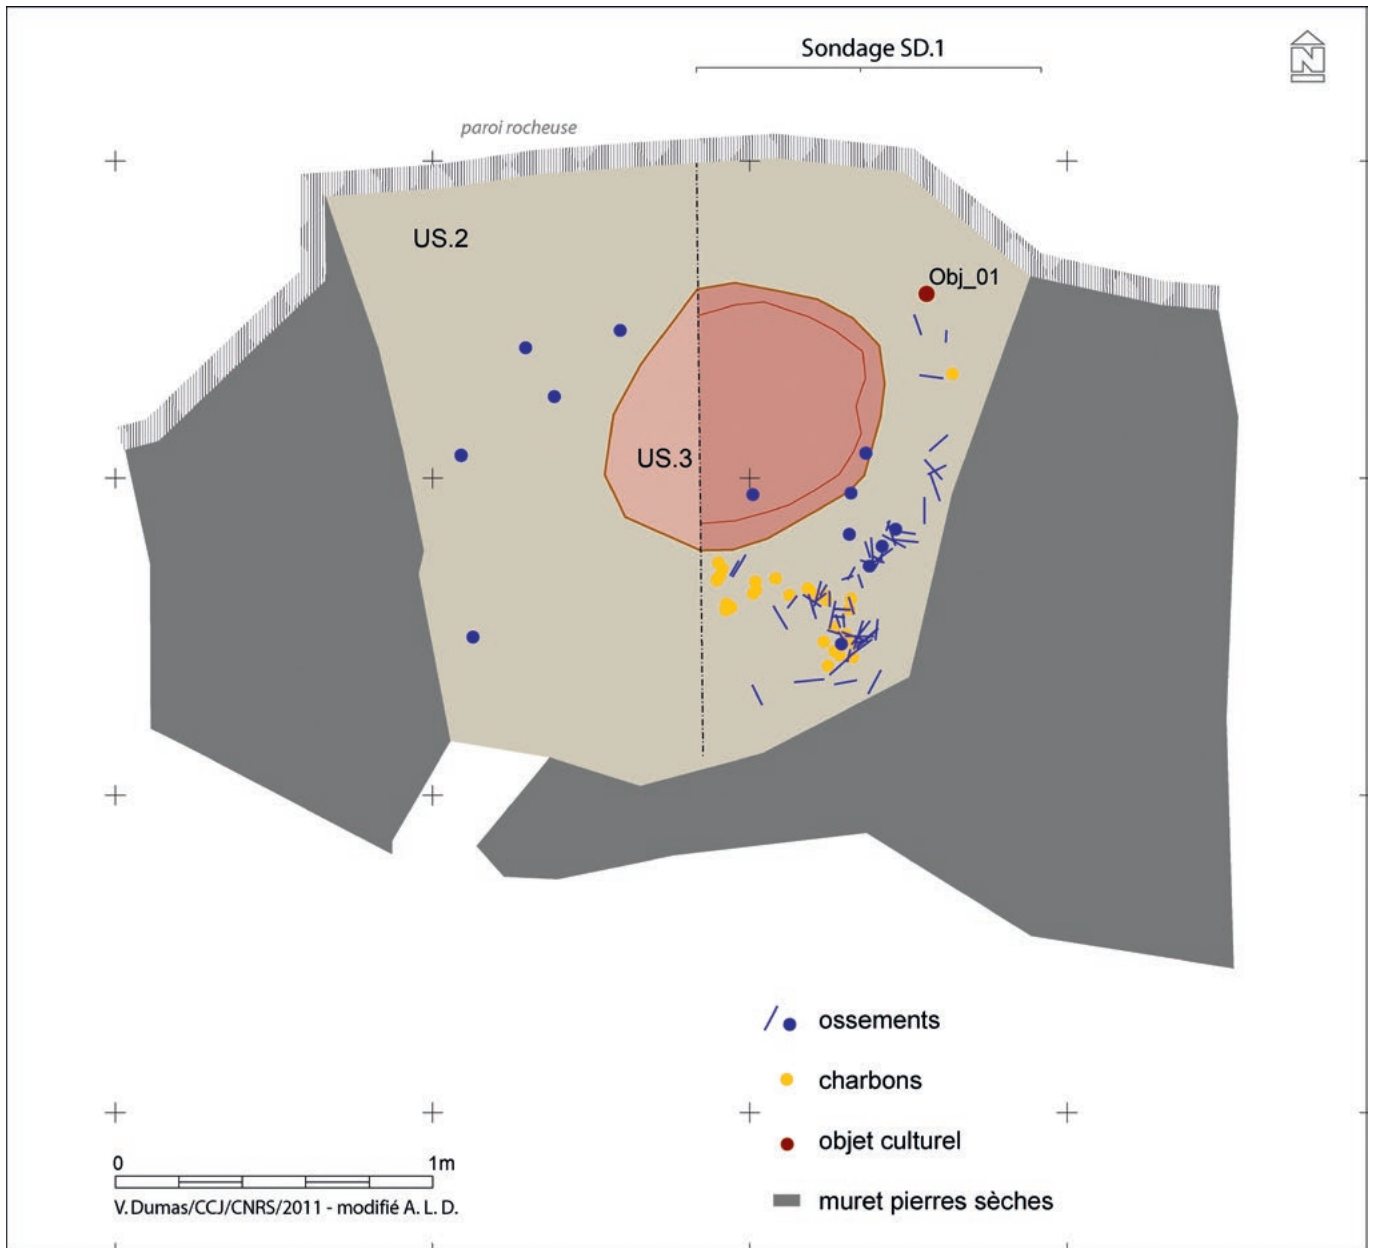 Sondage SD.1
N
paroi rocheuse
US.2
Obj_01
US.3
ossements
charbons
objet culturel
muret pierres sèches
0 1m
V.Dumas/CCJ/CNRS/2011 - modifié A. L. D.